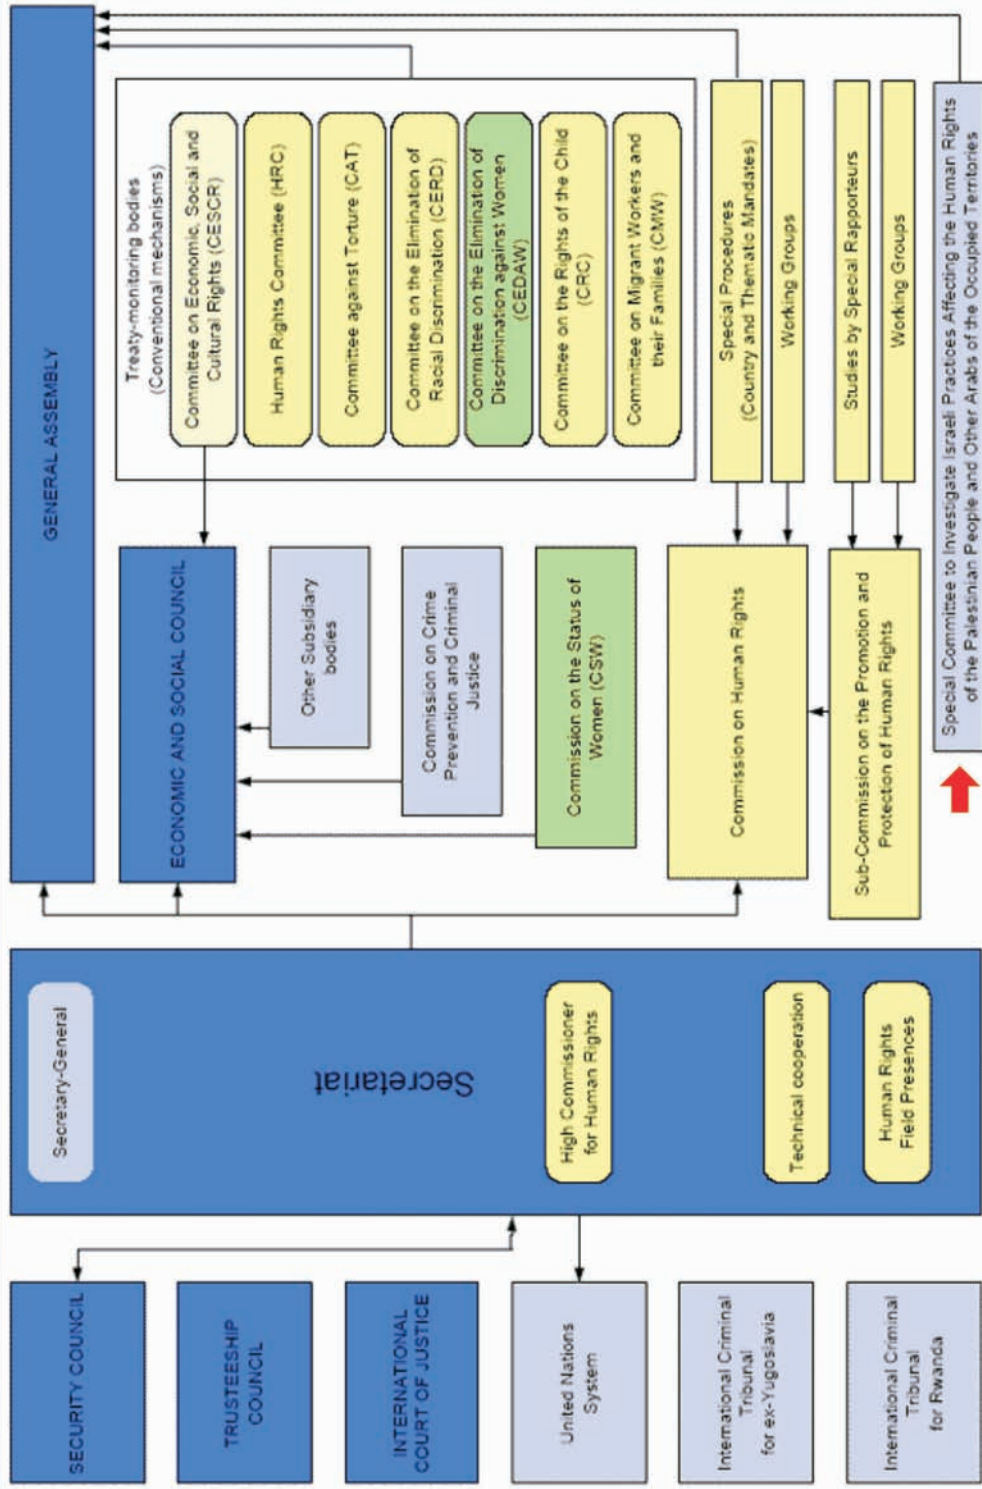 SECURITY COUNCIL
TRUSTEESHIP
COUNCIL
INTERNATIONAL
COURT OF JUSTICE
United Nations
System
International Criminal
Tribunal
for ex-Yugoslavia
International Criminal
Tribunal
for Rwanda
Secretary-General
Secretariat
High Commissioner
for Human Rights
Technical cooperation
Human Rights
Field Presences
GENERAL ASSEMBLY
ECONOMIC AND SOCIAL COUNCIL
Other Subsidiary
bodies
Commission on Crime
Prevention and Criminal
Justice
Commission on the Status of
Women (CSW)
Commission on Human Rights
Sub-Commission on the Promotion and
Protection of Human Rights
Treaty-monitoring bodies
(Conventional mechanisms)
Committee on Economic, Social and
Cultural Rights (CESCR)
Human Rights Committee (HRC)
Committee against Torture (CAT)
Committee on the Elimination of
Racial Discrimination (CERD)
Committee on the Elimination of
Discrimination against Women
(CEDAW)
Committee on the Rights of the Child
(CRC)
Committee on Migrant Workers and
their Families (CMW)
Special Procedures
(Country and Thematic Mandates)
Working Groups
Studies by Special Rapporteurs
Working Groups
Special Committee to Investigate Israeli Practices Affecting the Human Rights
of the Palestinian People and Other Arabs of the Occupied Territories